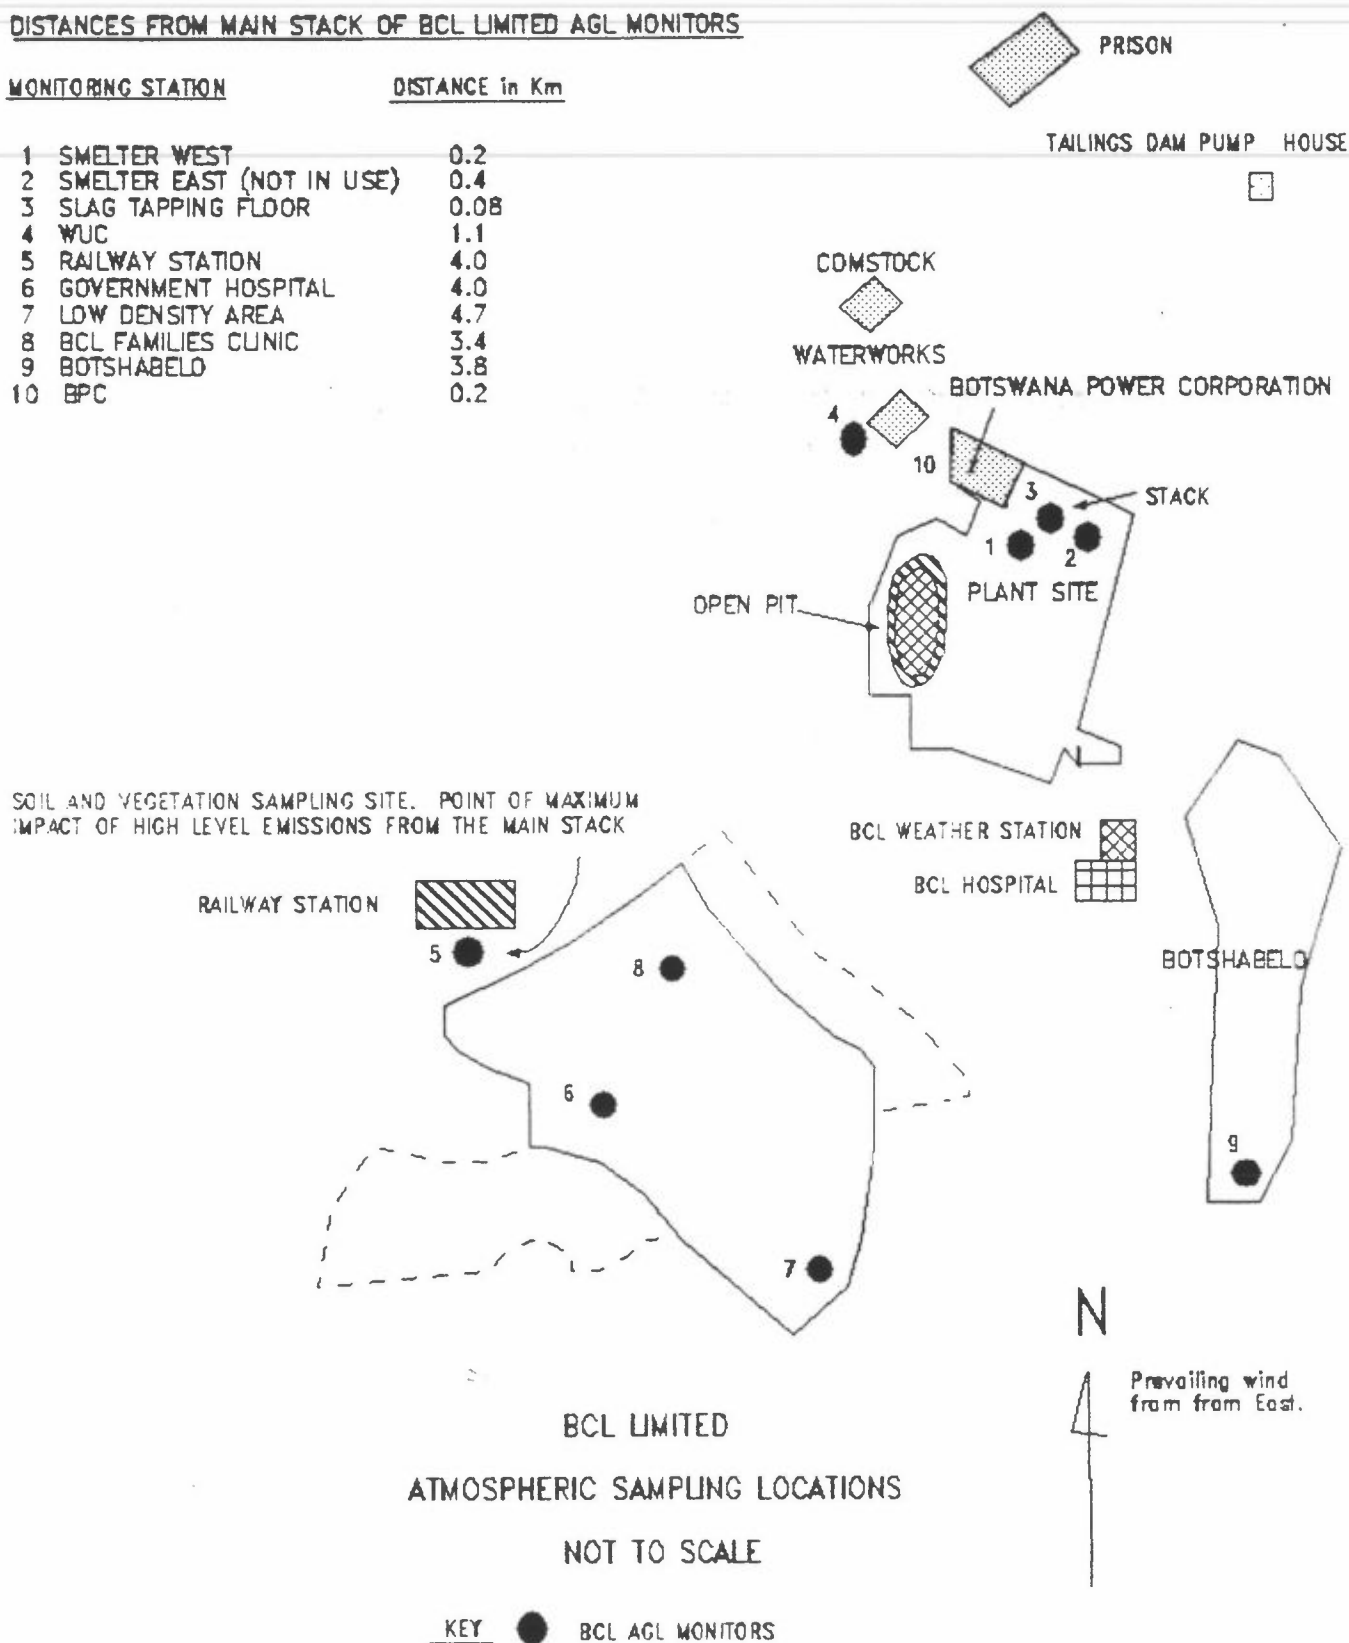 DISTANCES FROM MAIN STACK OF BCL LIMITED AGL MONITORS
MONITORING STATION DISTANCE in Km
1 SMELTER WEST 0.2
2 SMELTER EAST (NOT IN USE) 0.4
3 SLAG TAPPING FLOOR 0.08
4 WUC 1.1
5 RAILWAY STATION 4.0
6 GOVERNMENT HOSPITAL 4.0
7 LOW DENSITY AREA 4.7
8 BCL FAMILIES CLINIC 3.4
9 BOTSHABELO 3.8
10 BPC 0.2
PRISON
TAILINGS DAM PUMP HOUSE
COMSTOCK
WATERWORKS
BOTSWANA POWER CORPORATION
4
10
3
STACK
1
2
PLANT SITE
OPEN PIT
SOIL AND VEGETATION SAMPLING SITE. POINT OF MAXIMUM
IMPACT OF HIGH LEVEL EMISSIONS FROM THE MAIN STACK
BCL WEATHER STATION
BCL HOSPITAL
RAILWAY STATION
5
8
BOTSHABELO
6
9
7
N
Prevailing wind
from from East.
BCL LIMITED
ATMOSPHERIC SAMPLING LOCATIONS
NOT TO SCALE
KEY BCL AGL MONITORS